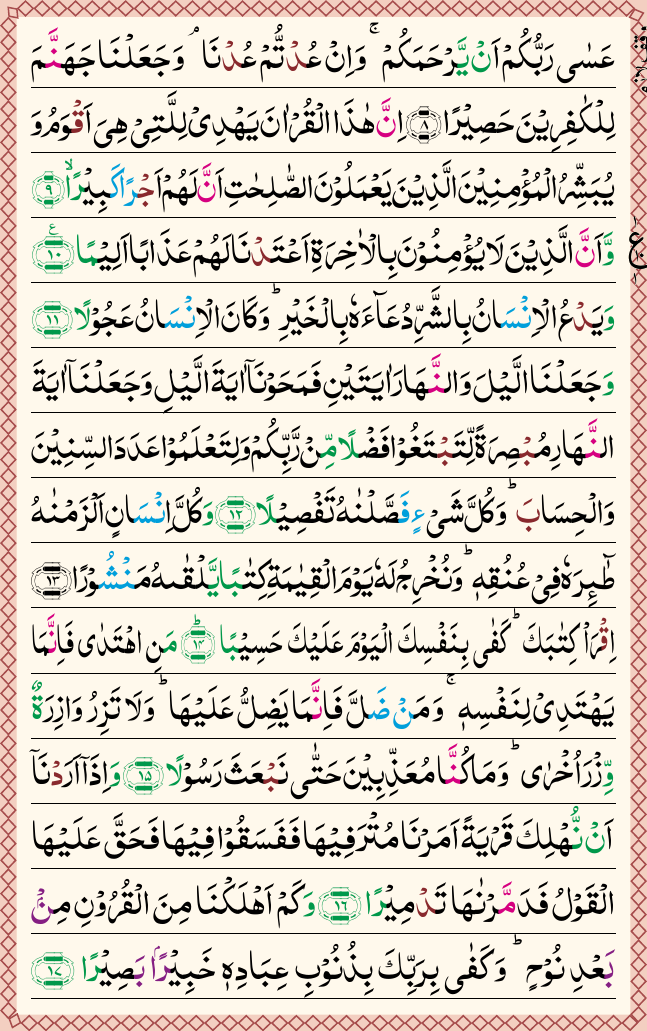 عَسٰى رَبُّكُمْ اَنْ يَّرْحَمَكُمْ ۚ وَاِنْ عُدْتُّمْ عُدْنَا ۘ وَجَعَلْنَا جَهَنَّمَ
لِلْكٰفِرِيْنَ حَصِيْرًا ۝٨ اِنَّ هٰذَا الْقُرْاٰنَ يَهْدِىْ لِلَّتِىْ هِىَ اَقْوَمُ وَ
يُبَشِّرُ الْمُؤْمِنِيْنَ الَّذِيْنَ يَعْمَلُوْنَ الصّٰلِحٰتِ اَنَّ لَهُمْ اَجْرًا كَبِيْرًا ۙ ۝٩
وَّاَنَّ الَّذِيْنَ لَا يُؤْمِنُوْنَ بِالْاٰخِرَةِ اَعْتَدْنَا لَهُمْ عَذَابًا اَلِيْمًا ۝١٠ ع
وَيَدْعُ الْاِنْسَانُ بِالشَّرِّ دُعَآءَهٗ بِالْخَيْرِ ؕ وَكَانَ الْاِنْسَانُ عَجُوْلًا ۝١١
وَجَعَلْنَا الَّيْلَ وَالنَّهَارَ اٰيَتَيْنِ فَمَحَوْنَاۤ اٰيَةَ الَّيْلِ وَجَعَلْنَاۤ اٰيَةَ
النَّهَارِ مُبْصِرَةً لِّتَبْتَغُوْا فَضْلًا مِّنْ رَّبِّكُمْ وَلِتَعْلَمُوْا عَدَدَ السِّنِيْنَ
وَالْحِسَابَ ؕ وَكُلَّ شَىْءٍ فَصَّلْنٰهُ تَفْصِيْلًا ۝١٢ وَكُلَّ اِنْسَانٍ اَلْزَمْنٰهُ
طٰٓئِرَهٗ فِىْ عُنُقِهٖ ؕ وَنُخْرِجُ لَهٗ يَوْمَ الْقِيٰمَةِ كِتٰبًا يَّلْقٰٮهُ مَنْشُوْرًا ۝١٣
اِقْرَاْ كِتٰبَكَ ؕ كَفٰى بِنَفْسِكَ الْيَوْمَ عَلَيْكَ حَسِيْبًا ؕ ۝١٤ مَنِ اهْتَدٰى فَاِنَّمَا
يَهْتَدِىْ لِنَفْسِهٖ ۚ وَمَنْ ضَلَّ فَاِنَّمَا يَضِلُّ عَلَيْهَا ؕ وَلَا تَزِرُ وَازِرَةٌ
وِّزْرَ اُخْرٰى ؕ وَمَا كُنَّا مُعَذِّبِيْنَ حَتّٰى نَبْعَثَ رَسُوْلًا ۝١٥ وَاِذَاۤ اَرَدْنَاۤ
اَنْ نُّهْلِكَ قَرْيَةً اَمَرْنَا مُتْرَفِيْهَا فَفَسَقُوْا فِيْهَا فَحَقَّ عَلَيْهَا
الْقَوْلُ فَدَمَّرْنٰهَا تَدْمِيْرًا ۝١٦ وَكَمْ اَهْلَكْنَا مِنَ الْقُرُوْنِ مِنْۢ
بَعْدِ نُوْحٍ ؕ وَكَفٰى بِرَبِّكَ بِذُنُوْبِ عِبَادِهٖ خَبِيْرًۢا بَصِيْرًا ۝١٧